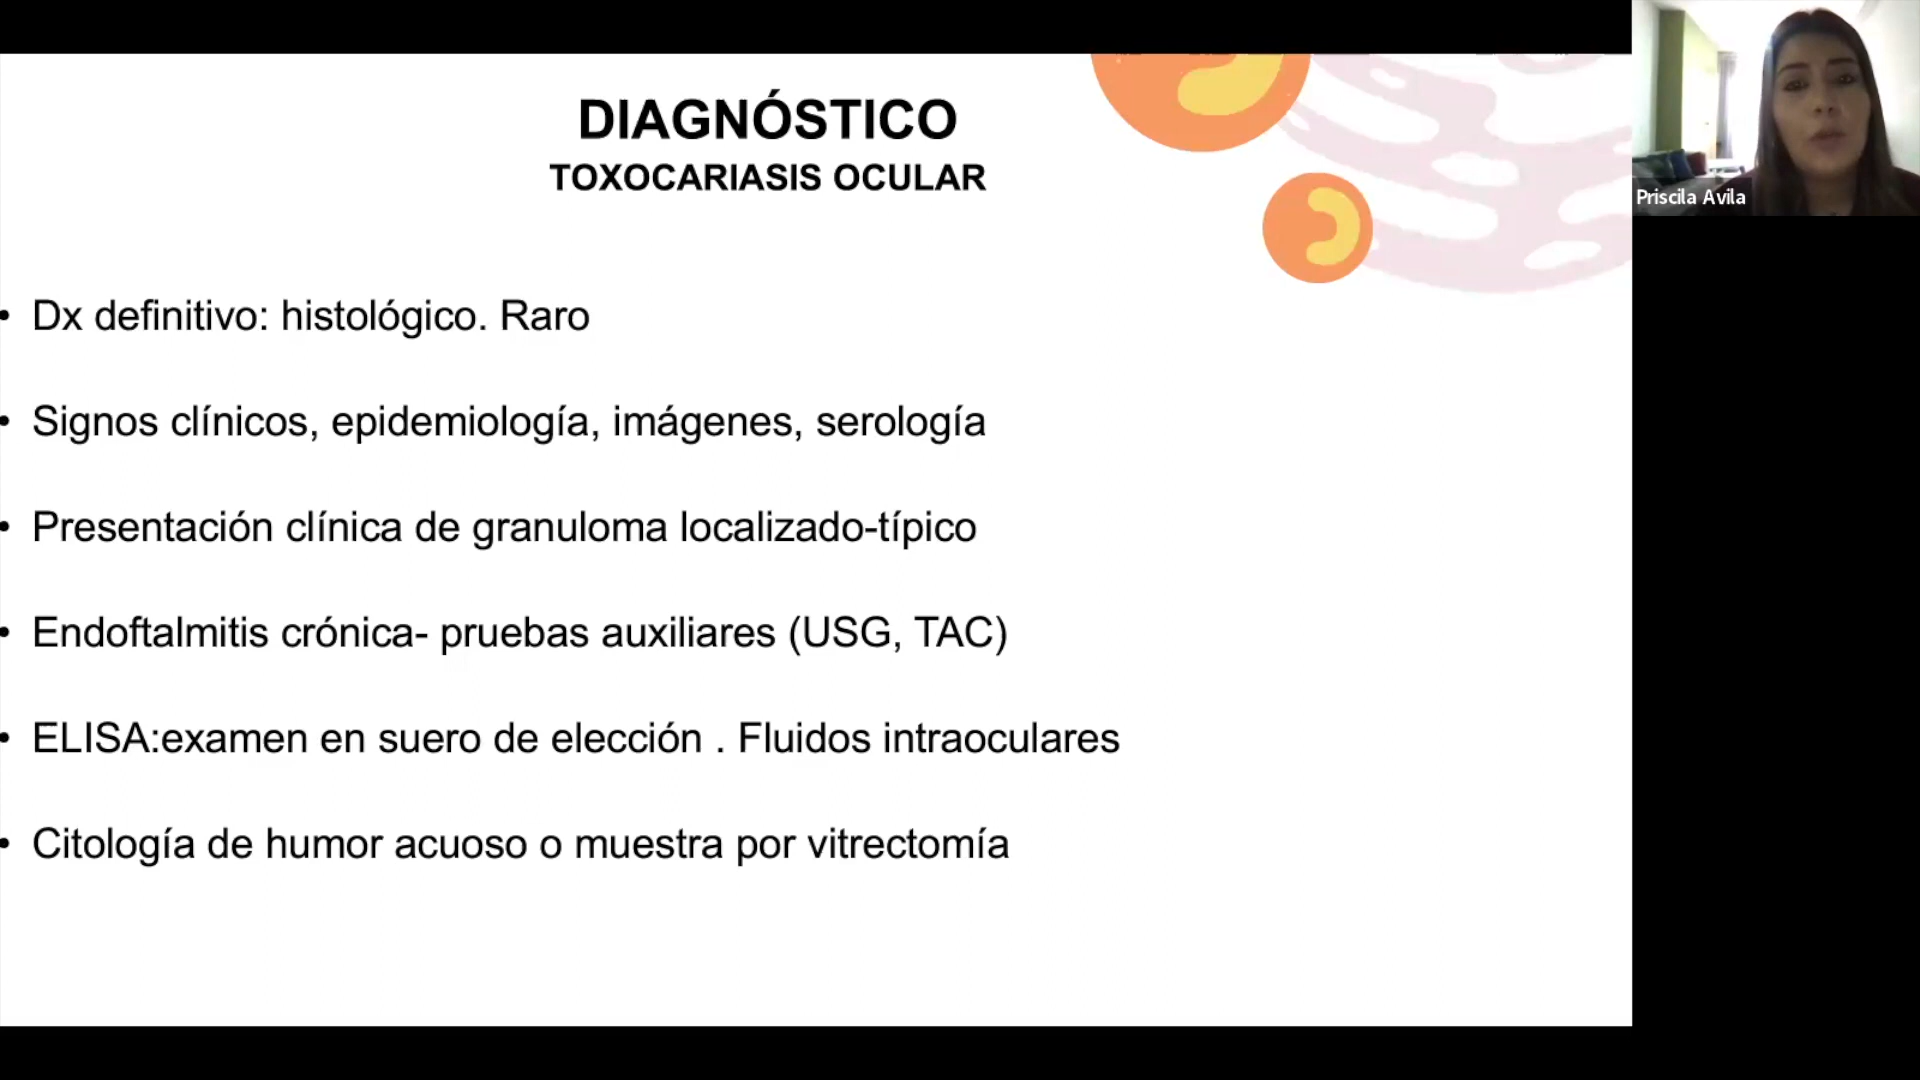 DIAGNÓSTICO
TOXOCARIASIS OCULAR
Priscila Avila
• Dx definitivo: histológico. Raro
• Signos clínicos, epidemiología, imágenes, serología
• Presentación clínica de granuloma localizado-típico
• Endoftalmitis crónica- pruebas auxiliares (USG, TAC)
• ELISA:examen en suero de elección . Fluidos intraoculares
• Citología de humor acuoso o muestra por vitrectomía